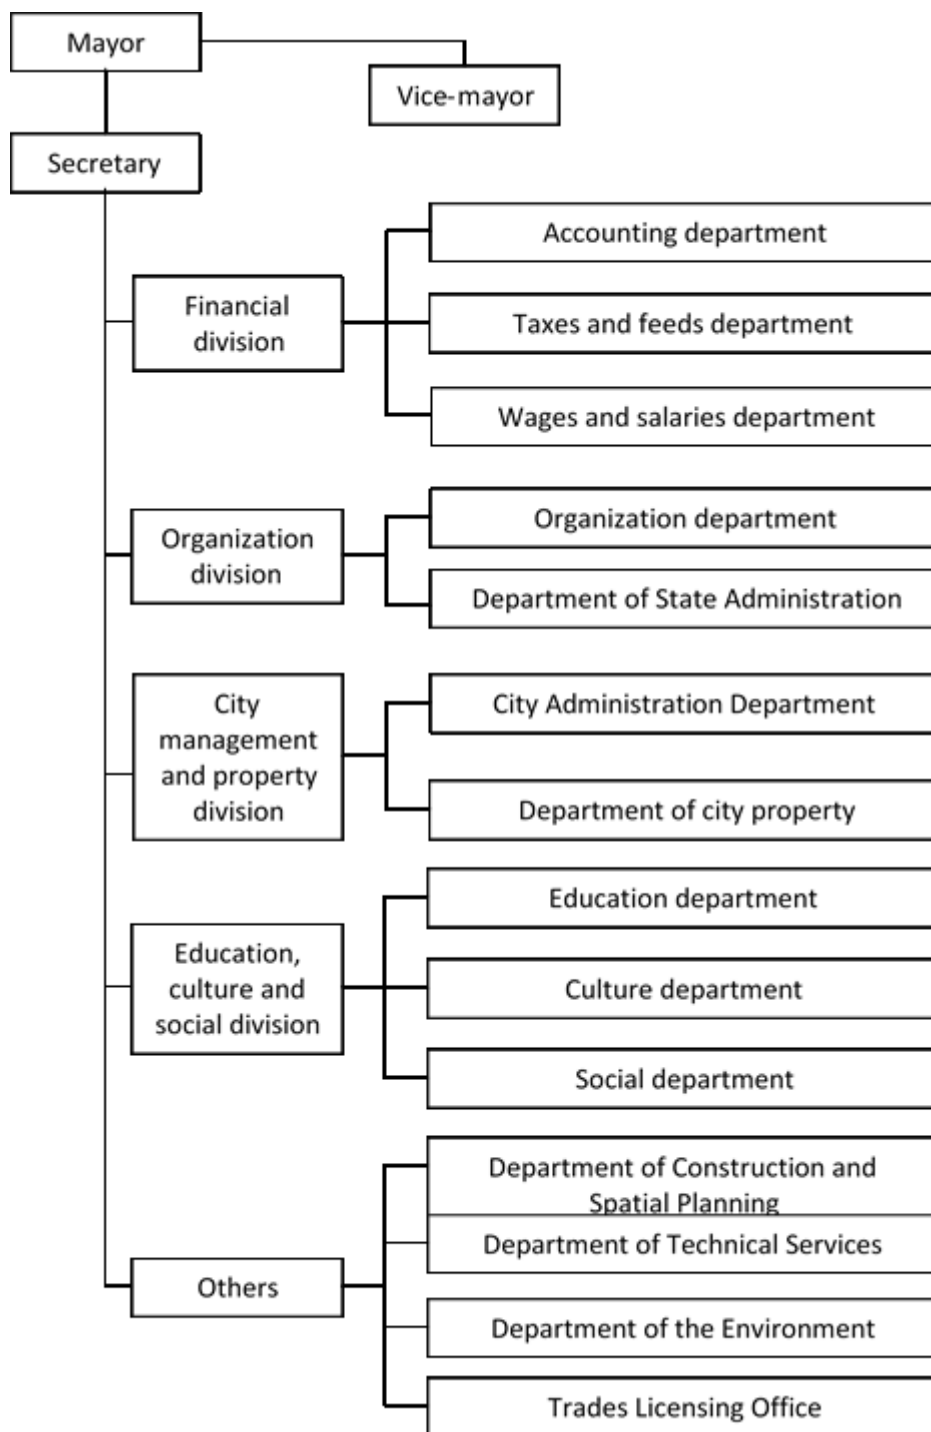 Mayor
Vice-mayor
Secretary
Financial
division
Accounting department
Taxes and feeds department
Wages and salaries department
Organization
division
Organization department
Department of State Administration
City
management
and property
division
City Administration Department
Department of city property
Education,
culture and
social division
Education department
Culture department
Social department
Others
Department of Construction and
Spatial Planning
Department of Technical Services
Department of the Environment
Trades Licensing Office